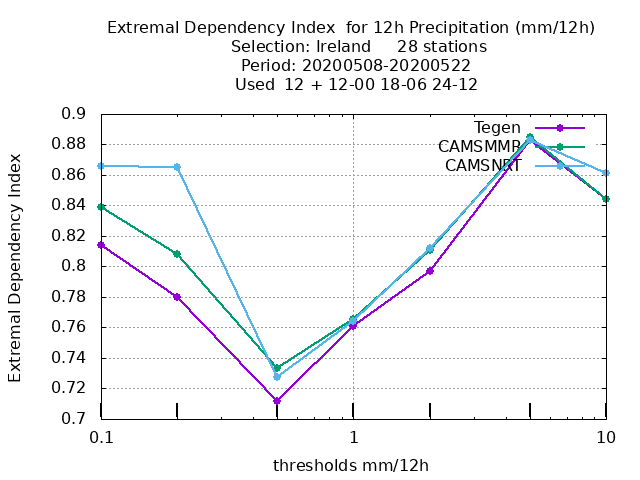 Extremal Dependency Index  for 12h Precipitation (mm/12h)
Selection: Ireland     28 stations
Period: 20200508-20200522
Used  12 + 12-00 18-06 24-12
Extremal Dependency Index
0.9
0.88
0.86
0.84
0.82
0.8
0.78
0.76
0.74
0.72
0.7
Tegen
CAMSMMR
CAMSNRT
0.1
1
10
thresholds mm/12h